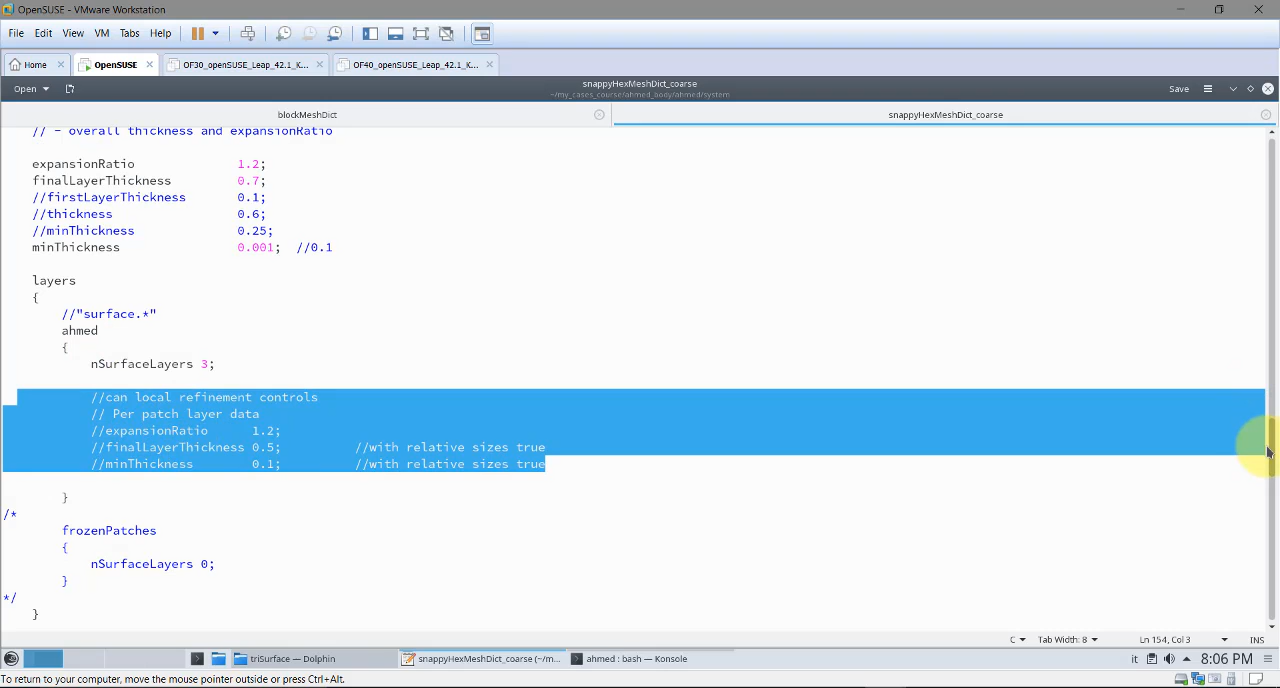 OpenSUSE - VMware Workstation
File Edit View VM Tabs Help
Home OpenSUSE OF30_openSUSE_Leap_42.1_K... OF40_openSUSE_Leap_42.1_K...
Open snappyHexMeshDict_coarse Save
~/my_cases_course/ahmed_body/ahmed/system
blockMeshDict snappyHexMeshDict_coarse
// - overall thickness and expansionRatio
expansionRatio 1.2;
finalLayerThickness 0.7;
//firstLayerThickness 0.1;
//thickness 0.6;
//minThickness 0.25;
minThickness 0.001; //0.1
layers
{
//"surface.*"
ahmed
{
nSurfaceLayers 3;
//can local refinement controls
// Per patch layer data
//expansionRatio 1.2;
//finalLayerThickness 0.5; //with relative sizes true
//minThickness 0.1; //with relative sizes true
}
/*
frozenPatches
{
nSurfaceLayers 0;
}
*/
}
C Tab Width: 8 Ln 154, Col 3 INS
triSurface — Dolphin snappyHexMeshDict_coarse (~/m... ahmed : bash — Konsole it 8:06 PM
To return to your computer, move the mouse pointer outside or press Ctrl+Alt.